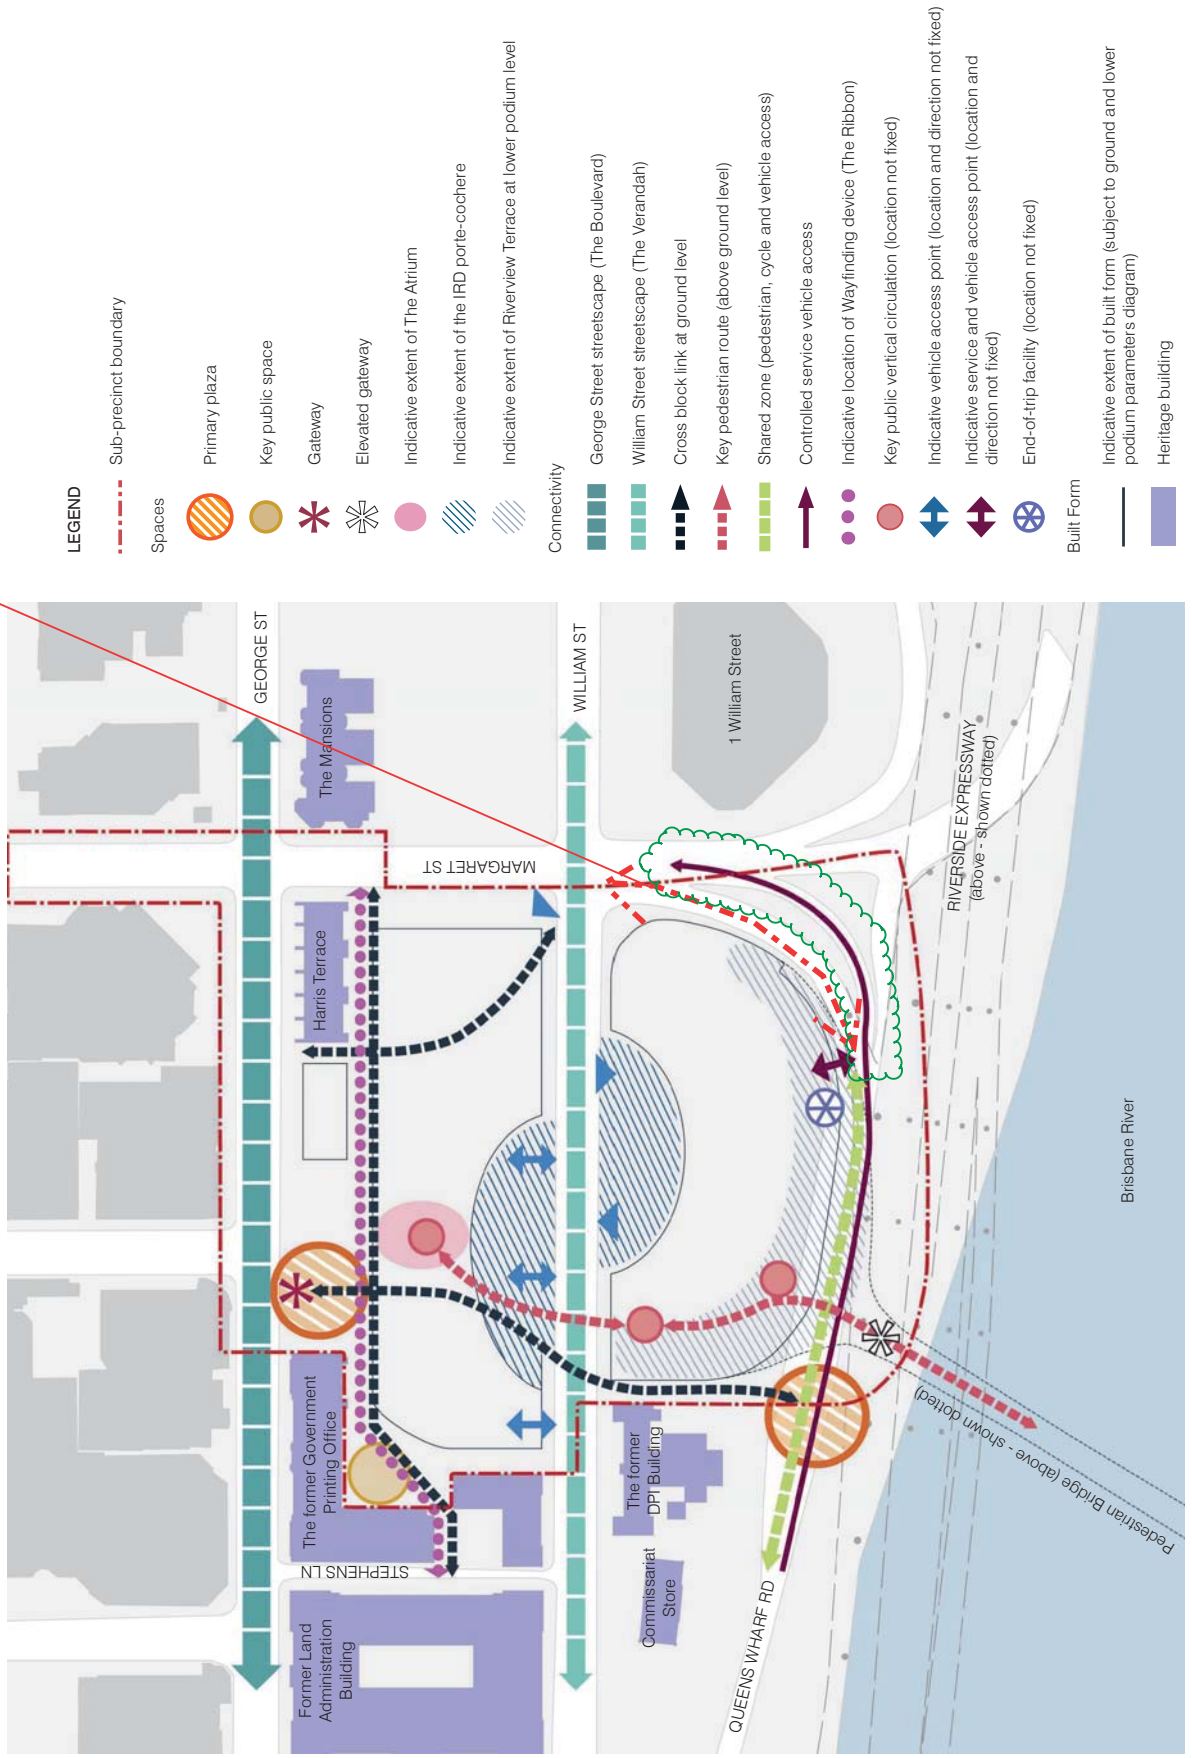 LEGEND
Sub-precinct boundary
Spaces
Primary plaza
Key public space
Gateway
Elevated gateway
Indicative extent of The Atrium
Indicative extent of the IRD porte-cochere
Indicative extent of Riverview Terrace at lower podium level
Connectivity
George Street streetscape (The Boulevard)
William Street streetscape (The Verandah)
Cross block link at ground level
Key pedestrian route (above ground level)
Shared zone (pedestrian, cycle and vehicle access)
Controlled service vehicle access
Indicative location of Wayfinding device (The Ribbon)
Key public vertical circulation (location not fixed)
Indicative vehicle access point (location and direction not fixed)
Indicative service and vehicle access point (location and
direction not fixed)
End-of-trip facility (location not fixed)
Built Form
Indicative extent of built form (subject to ground and lower
podium parameters diagram)
Heritage building
GEORGE ST
The Mansions
WILLIAM ST
1 William Street
MARGARET ST
RIVERSIDE EXPRESSWAY
(above - shown dotted)
Harris Terrace
Brisbane River
The former Government
Printing Office
STEPHENS LN
The former
DPI Building
Commissariat
Store
Former Land
Administration
Building
QUEENS WHARF RD
Pedestrian Bridge (above - shown dotted)